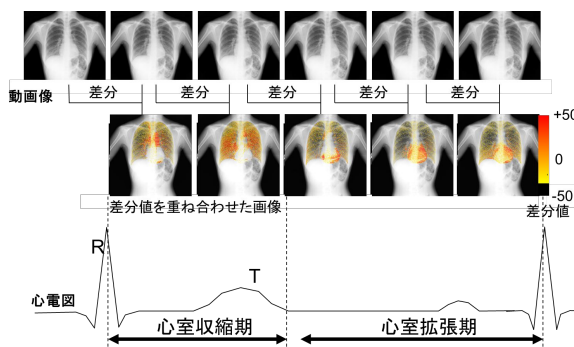 差分
差分
差分
差分
差分
動画像
+50
0
-50
差分値を重ね合わせた画像
差分値
R
T
心電図
心室収縮期
心室拡張期